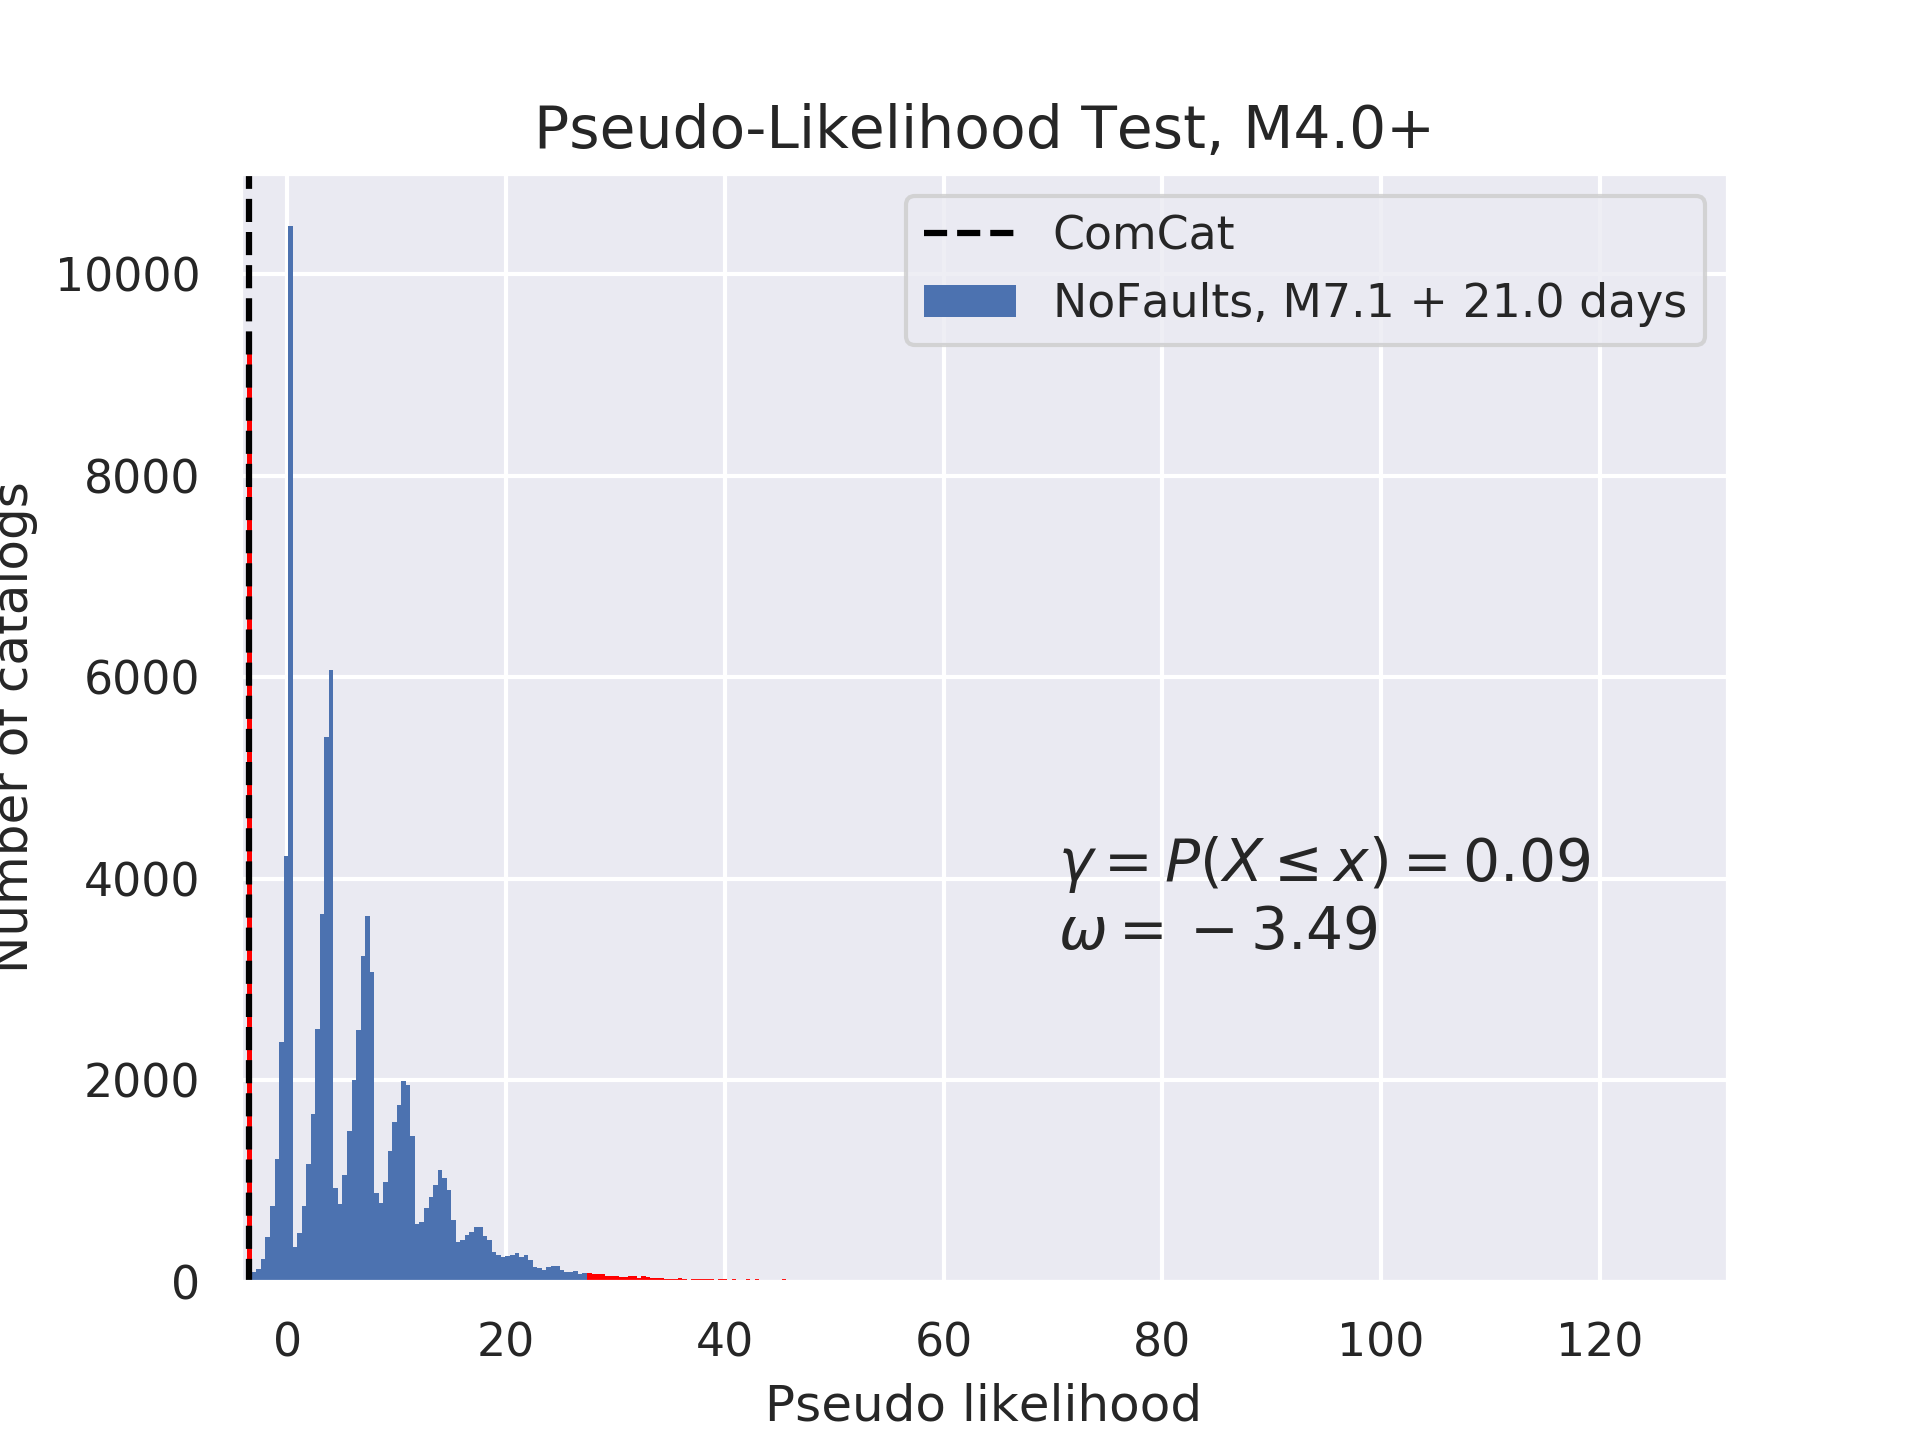 Pseudo-Likelihood Test, M4.0+
ComCat
NoFaults, M7.1 + 21.0 days
10000
8000
6000
4000
2000
0
Number of catalogs
γ = P(X ≤ x) = 0.09
ω = − 3.49
0 20 40 60 80 100 120
Pseudo likelihood